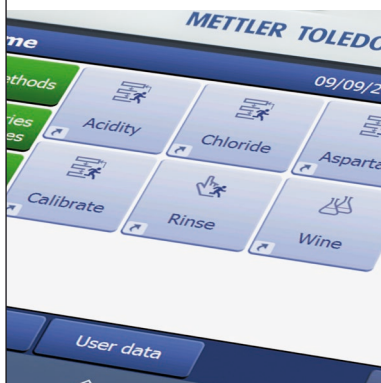 METTLER TOLEDO
me
09/09/2
ethods
Acidity
Chloride
Asparta
ries
es
Calibrate
Rinse
Wine
User data